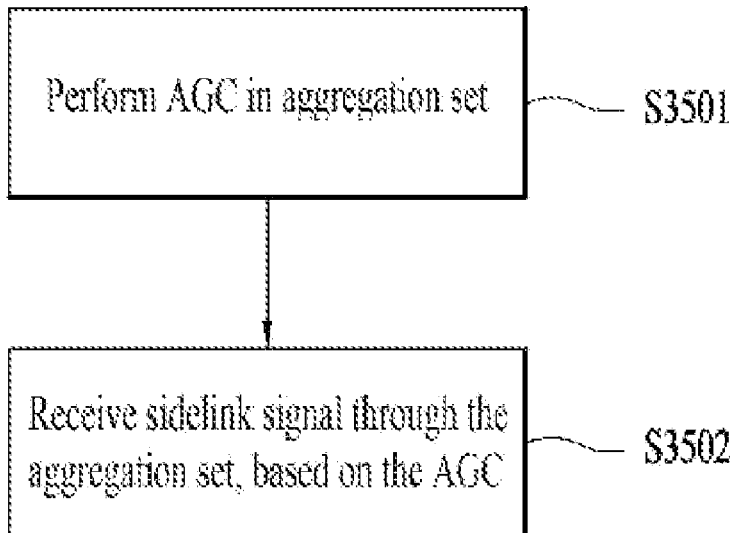 Perform AGC in aggregation set
S3501
Receive sidelink signal through the
aggregation set, based on the AGC
S3502